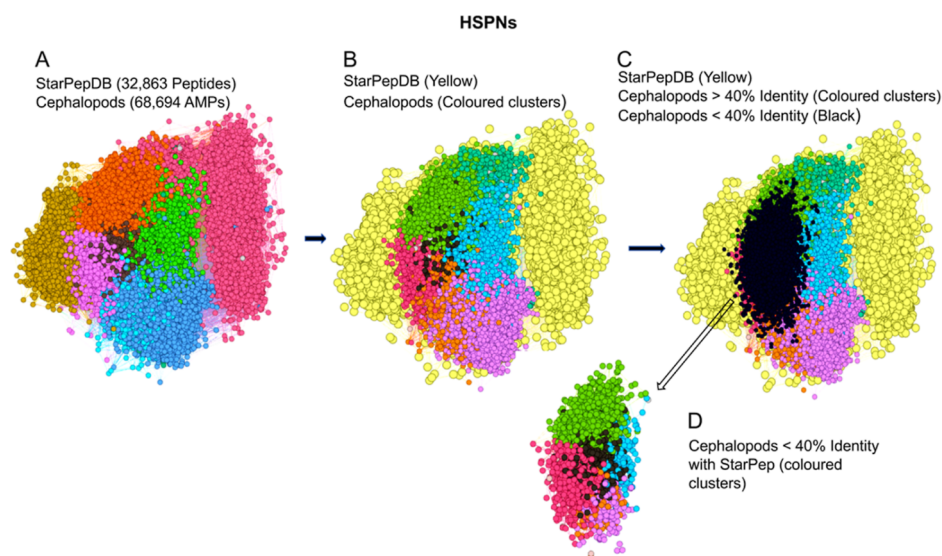 HSPNs
A
StarPepDB (32,863 Peptides)
Cephalopods (68,694 AMPs)
B
StarPepDB (Yellow)
Cephalopods (Coloured clusters)
C
StarPepDB (Yellow)
Cephalopods > 40% Identity (Coloured clusters)
Cephalopods < 40% Identity (Black)
D
Cephalopods < 40% Identity
with StarPep (coloured
clusters)